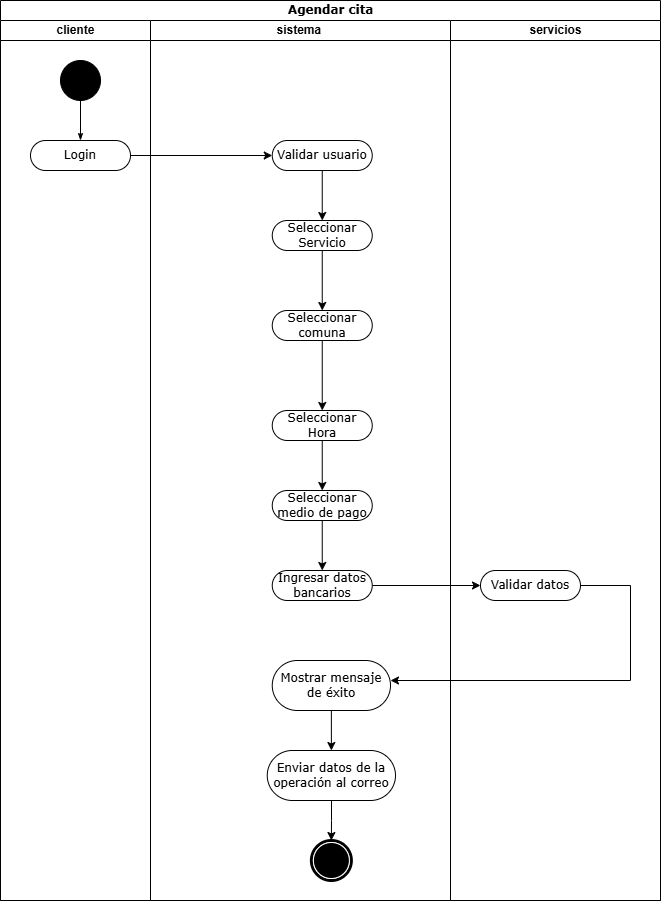 Agendar cita
cliente
sistema
servicios
Login
Validar usuario
Seleccionar
Servicio
Seleccionar
comuna
Seleccionar
Hora
Seleccionar
medio de pago
Ingresar datos
bancarios
Validar datos
Mostrar mensaje
de éxito
Enviar datos de la
operación al correo